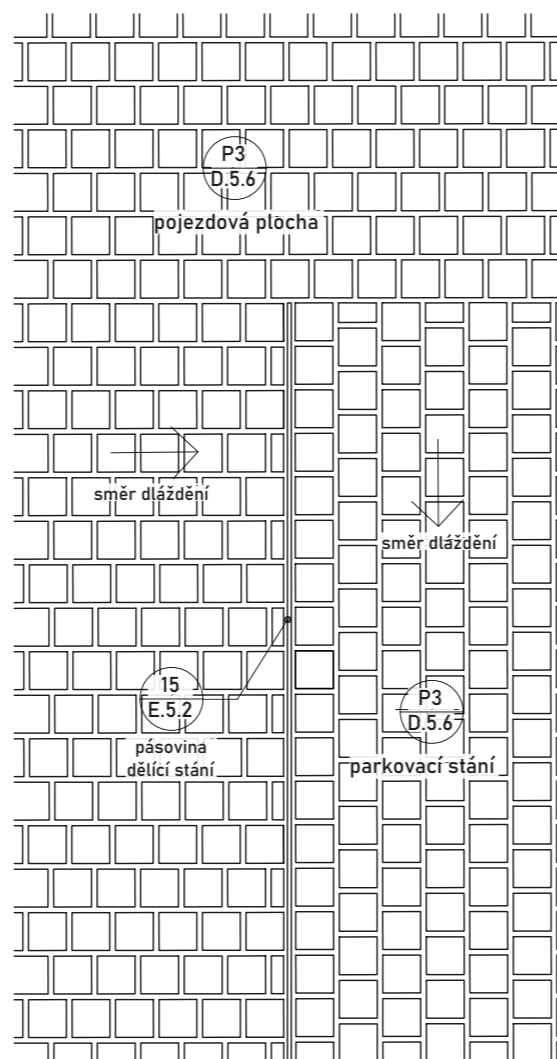 P3
D.5.6
pojezdová plocha
směr dláždění
směr dláždění
15
E.5.2
pásovina
dělící stání
P3
D.5.6
parkovací stání